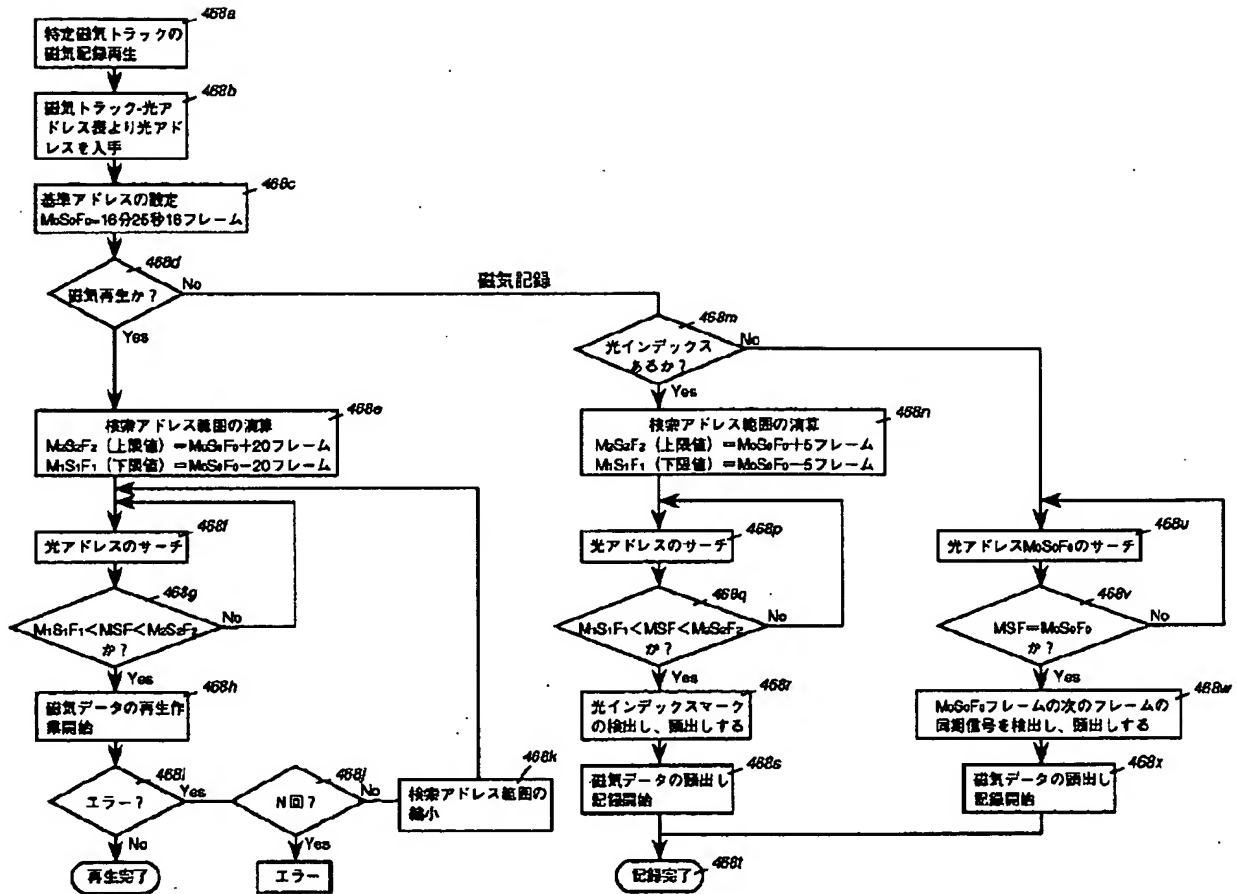 468a
特定磁気トラックの
磁気記録再生
468b
磁気トラック-光ア
ドレス表より光アド
レスを入手
468c
基準アドレスの設定
M₀S₀F₀=16分25秒16フレーム
468d
磁気再生か?
No
磁気記録
Yes
468m
光インデックス
あるか?
No
Yes
468e
検索アドレス範囲の演算
M₂S₂F₂(上限値)=M₀S₀F₀+20フレーム
M₁S₁F₁(下限値)=M₀S₀F₀−20フレーム
468n
検索アドレス範囲の演算
M₂S₂F₂(上限値)=M₀S₀F₀+5フレーム
M₁S₁F₁(下限値)=M₀S₀F₀−5フレーム
468f
光アドレスのサーチ
468p
光アドレスのサーチ
468u
光アドレスM₀S₀F₀のサーチ
468g
M₁S₁F₁<MSF<M₂S₂F₂
か?
No
Yes
468q
M₁S₁F₁<MSF<M₂S₂F₂
か?
No
Yes
468v
MSF=M₀S₀F₀
か?
No
Yes
468h
磁気データの再生作
業開始
468r
光インデックスマーク
の検出し、頭出しする
468w
M₀S₀F₀フレームの次のフレームの
同期信号を検出し、頭出しする
468i
エラー?
Yes
No
468j
N回?
No
Yes
468k
検索アドレス範囲の
縮小
468s
磁気データの頭出し
記録開始
468x
磁気データの頭出し
記録開始
再生完了
エラー
記録完了
468t